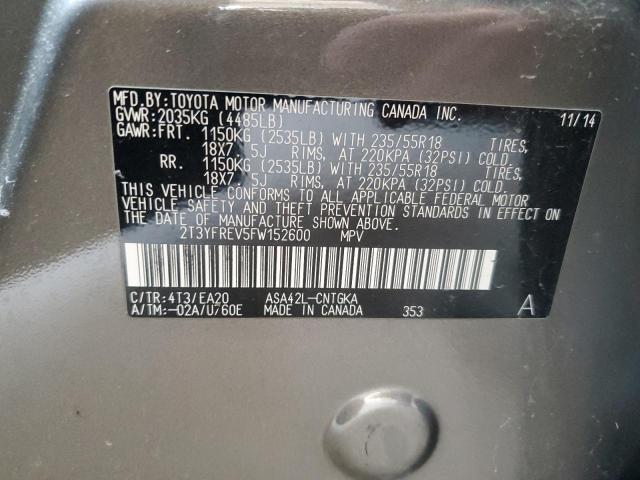 MFD.BY:TOYOTA MOTOR MANUFACTURING CANADA INC.
GVWR:2035KG (4485LB) 11/14
GAWR:FRT. 1150KG (2535LB) WITH 235/55R18 TIRES,
18X7 .5J RIMS, AT 220KPA (32PSI) COLD.
RR. 1150KG (2535LB) WITH 235/55R18 TIRES,
18X7 .5J RIMS, AT 220KPA (32PSI) COLD.
THIS VEHICLE CONFORMS TO ALL APPLICABLE FEDERAL MOTOR
VEHICLE SAFETY AND THEFT PREVENTION STANDARDS IN EFFECT ON
THE DATE OF MANUFACTURE SHOWN ABOVE.
2T3YFREV5FW152600 MPV
C/TR:4T3/EA20 ASA42L-CNTGKA
A/TM:-02A/U760E MADE IN CANADA 353 A